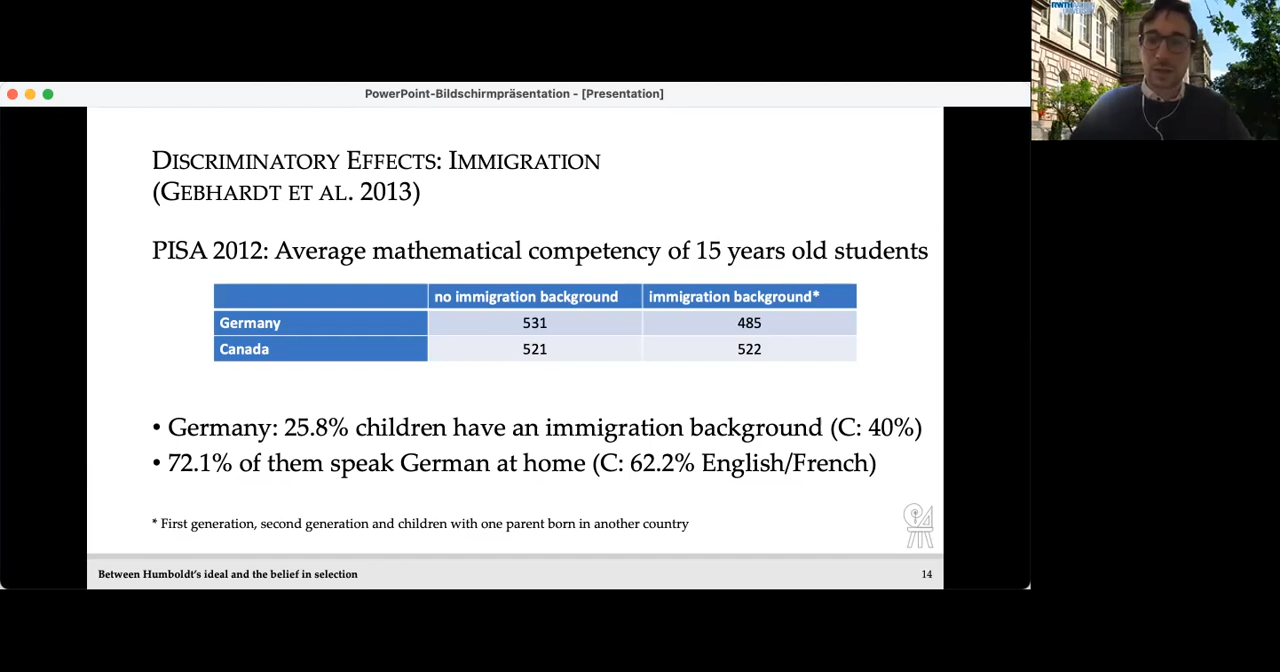 RWTH
PowerPoint-Bildschirmpräsentation - [Presentation]
DISCRIMINATORY EFFECTS: IMMIGRATION
(GEBHARDT ET AL. 2013)
PISA 2012: Average mathematical competency of 15 years old students
no immigration background immigration background*
Germany 531 485
Canada 521 522
• Germany: 25.8% children have an immigration background (C: 40%)
• 72.1% of them speak German at home (C: 62.2% English/French)
* First generation, second generation and children with one parent born in another country
Between Humboldt's ideal and the belief in selection 14